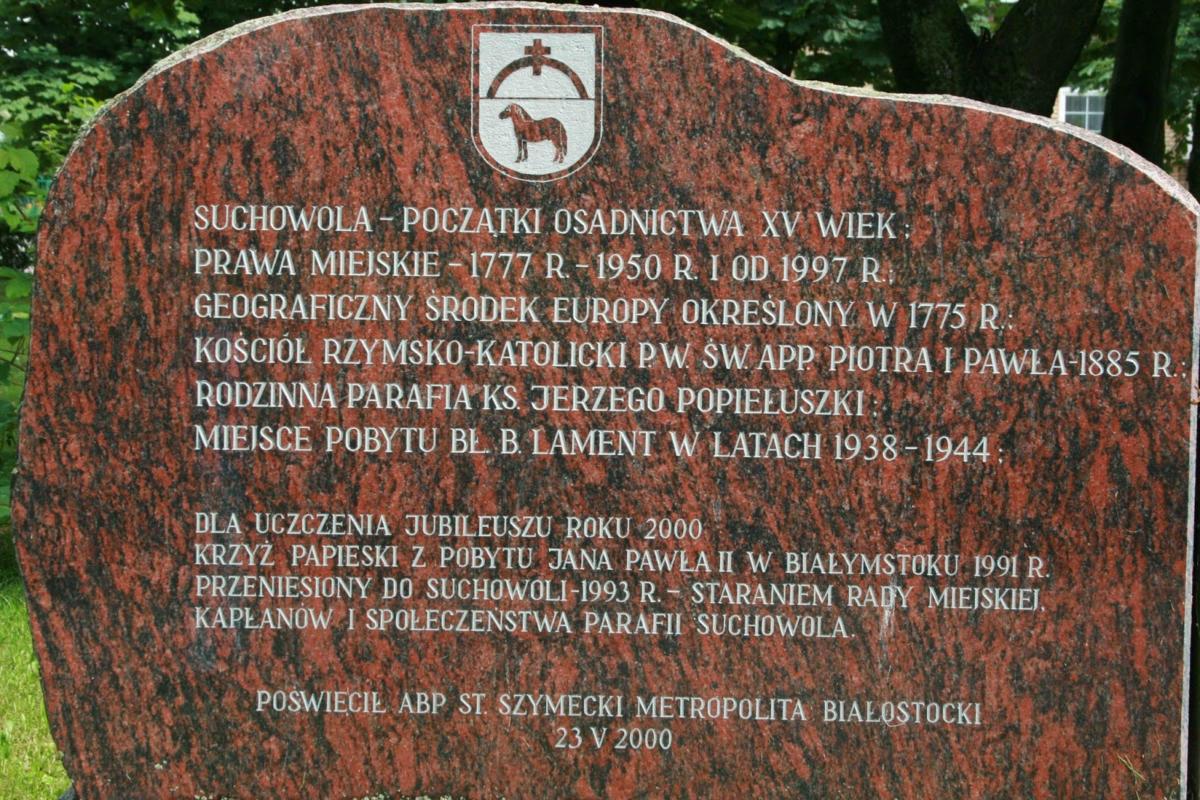 SUCHOWOLA - POCZĄTKI OSADNICTWA XV WIEK;
PRAWA MIEJSKIE - 1777 R. - 1950 R. I OD 1997 R.;
GEOGRAFICZNY ŚRODEK EUROPY OKREŚLONY W 1775 R.;
KOŚCIÓŁ RZYMSKO-KATOLICKI P.W. ŚW. APP. PIOTRA I PAWŁA-1885 R.;
RODZINNA PARAFIA KS. JERZEGO POPIEŁUSZKI;
MIEJSCE POBYTU BŁ. B. LAMENT W LATACH 1938 - 1944;
DLA UCZCZENIA JUBILEUSZU ROKU 2000
KRZYŻ PAPIESKI Z POBYTU JANA PAWŁA II W BIAŁYMSTOKU 1991 R.
PRZENIESIONY DO SUCHOWOLI-1993 R. - STARANIEM RADY MIEJSKIEJ,
KAPŁANÓW I SPOŁECZEŃSTWA PARAFII SUCHOWOLA.
POŚWIĘCIŁ ABP ST. SZYMECKI METROPOLITA BIAŁOSTOCKI
23 V 2000